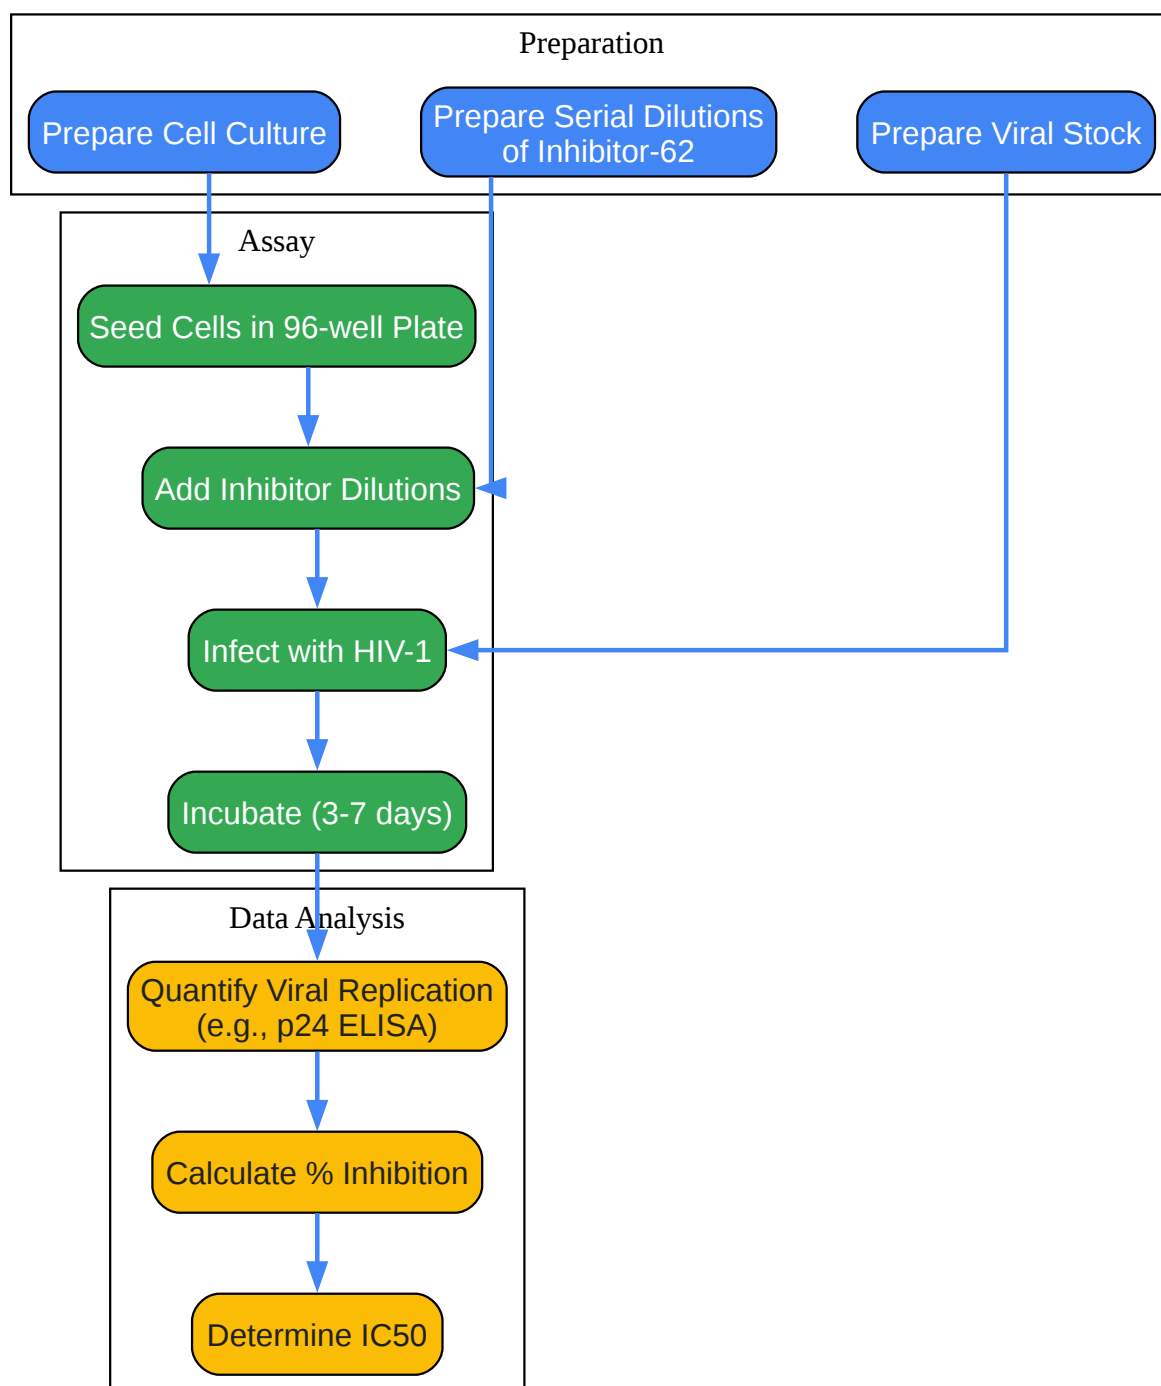 Preparation
Prepare Cell Culture
Prepare Serial Dilutions
of Inhibitor-62
Prepare Viral Stock
Assay
Seed Cells in 96-well Plate
Add Inhibitor Dilutions
Infect with HIV-1
Incubate (3-7 days)
Data Analysis
Quantify Viral Replication
(e.g., p24 ELISA)
Calculate % Inhibition
Determine IC50